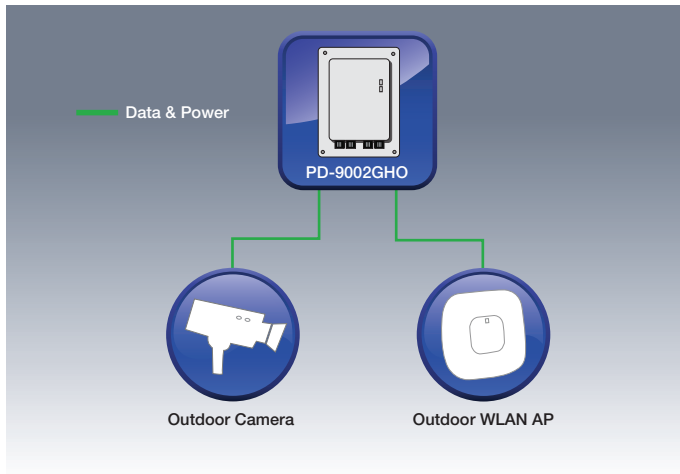 Data & Power
PD-9002GHO
Outdoor Camera
Outdoor WLAN AP